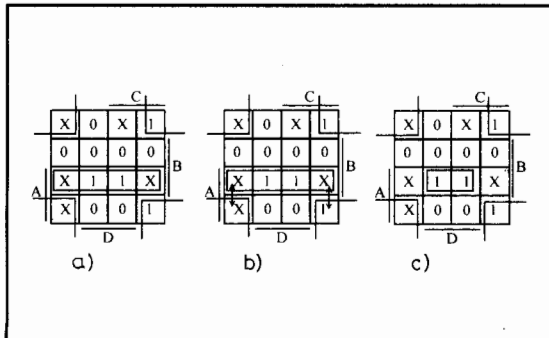 C C C
X 0 X 1 X 0 X 1 X 0 X 1
0 0 0 0 0 0 0 0 0 0 0 0
B B B
A X 1 1 X A X 1 1 X A X 1 1 X
X 0 0 1 X 0 0 1 X 0 0 1
D D D
a) b) c)